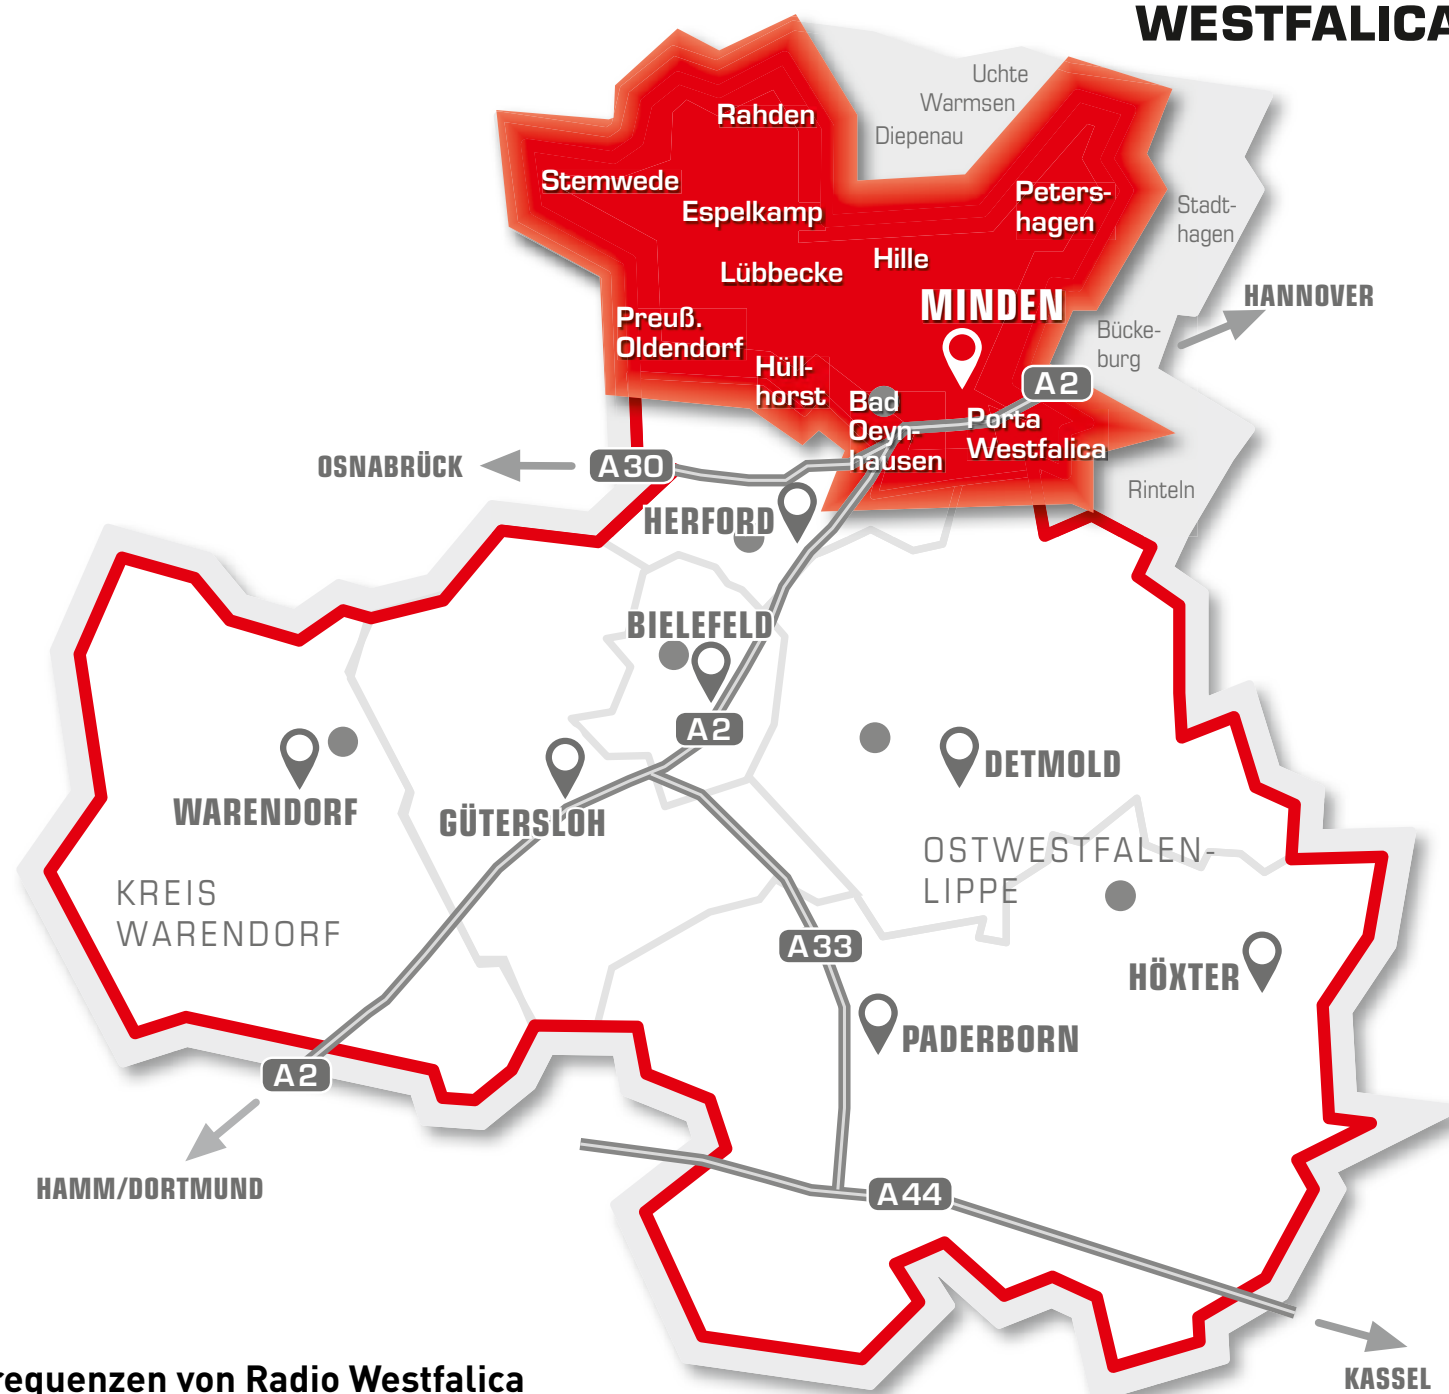 WESTFALICA
Uchte
Warmsen
Diepenau
Rahden
Stemwede
Espelkamp
Peters-
hagen
Stadt-
hagen
Hille
Lübbecke
HANNOVER
MINDEN
Preuß.
Oldendorf
Bücke-
burg
Hüll-
horst
A2
Bad
Oeyn-
hausen
Porta
Westfalica
OSNABRÜCK
A30
Rinteln
HERFORD
BIELEFELD
A2
DETMOLD
WARENDORF
GÜTERSLOH
OSTWESTFALEN-
LIPPE
KREIS
WARENDORF
A33
HÖXTER
PADERBORN
A2
HAMM/DORTMUND
A44
KASSEL
requenzen von Radio Westfalica